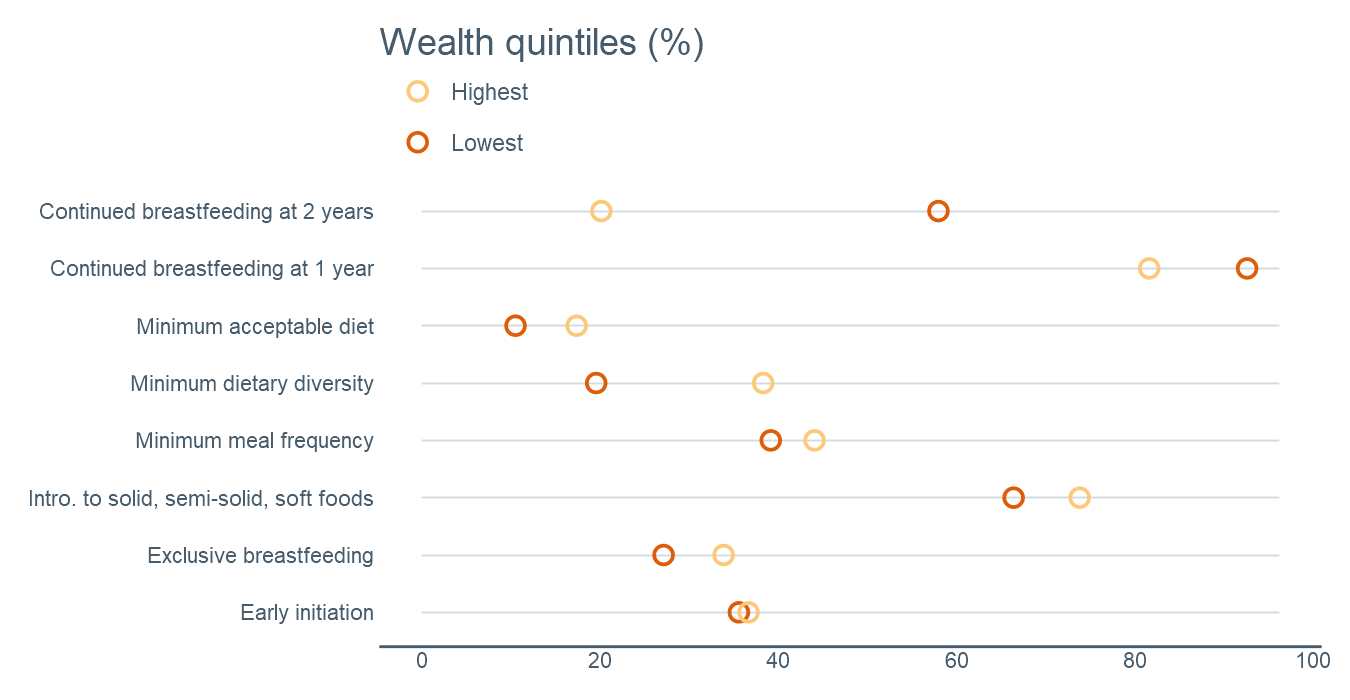 Wealth quintiles (%)
Highest
Lowest
Continued breastfeeding at 2 years
Continued breastfeeding at 1 year
Minimum acceptable diet
Minimum dietary diversity
Minimum meal frequency
Intro. to solid, semi-solid, soft foods
Exclusive breastfeeding
Early initiation
0 20 40 60 80 100